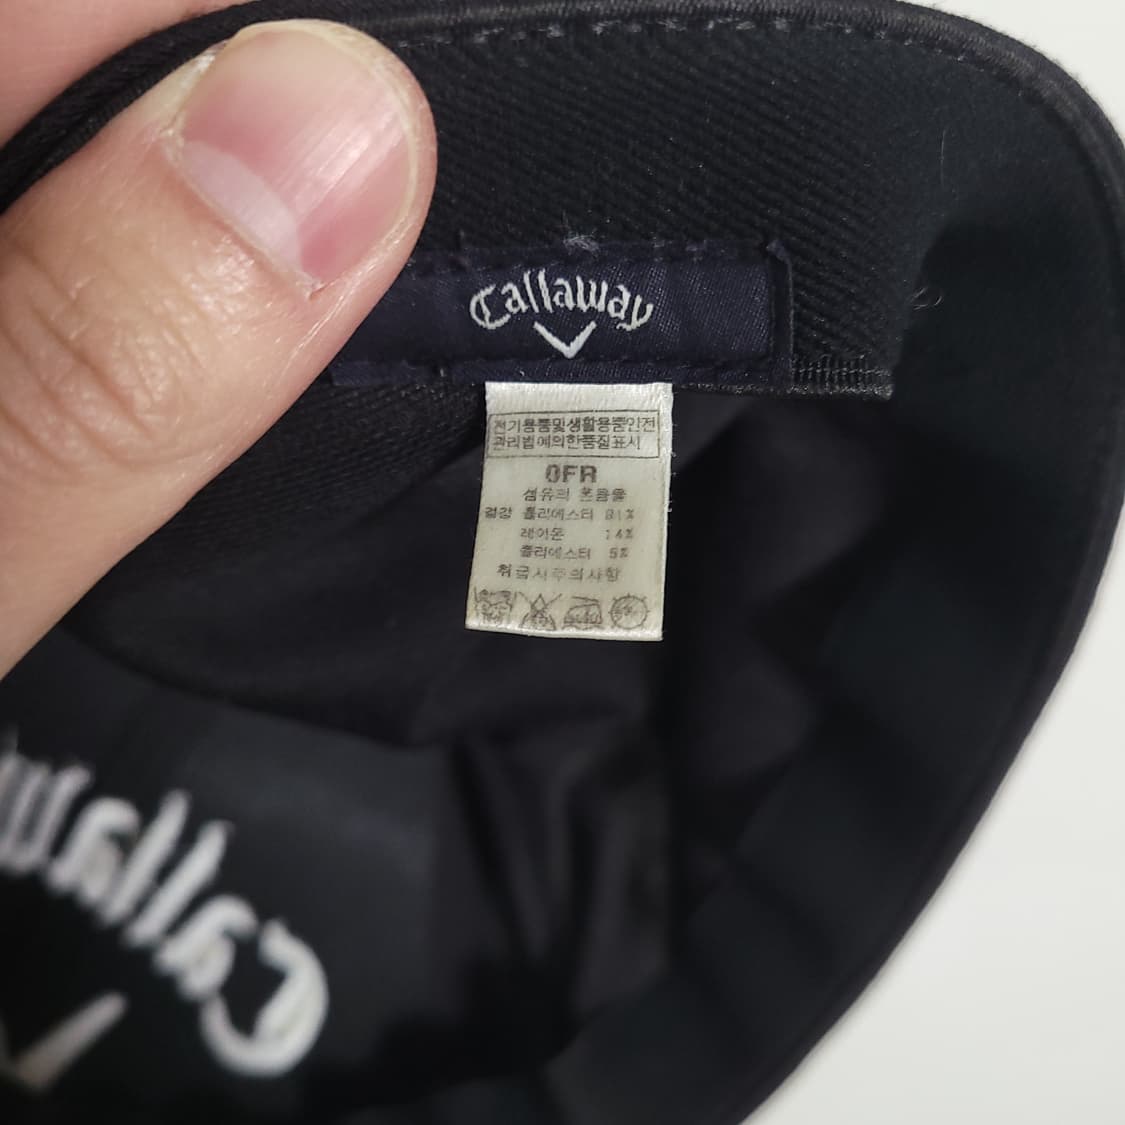 Callaway
전기용품및생활용품안전
관리법에의한품질표시
0FR
섬유의 혼용율
겉감 폴리에스터 81%
레이온 14%
폴리에스터 5%
취급시주의사항
Callaw